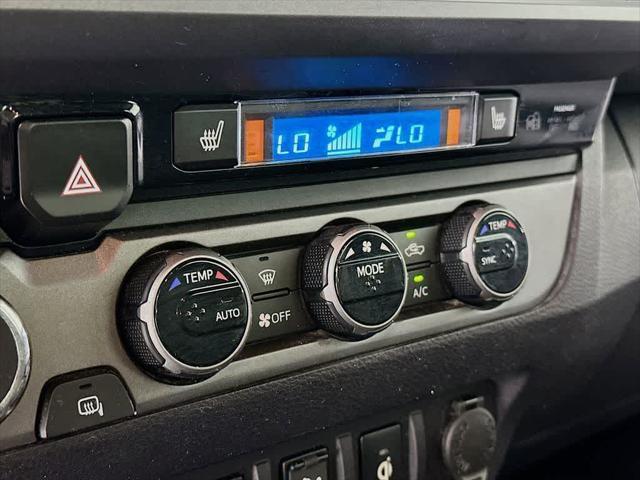 PASSENGER
LO LO
TEMP
AUTO
OFF
MODE
A/C
TEMP
SYNC